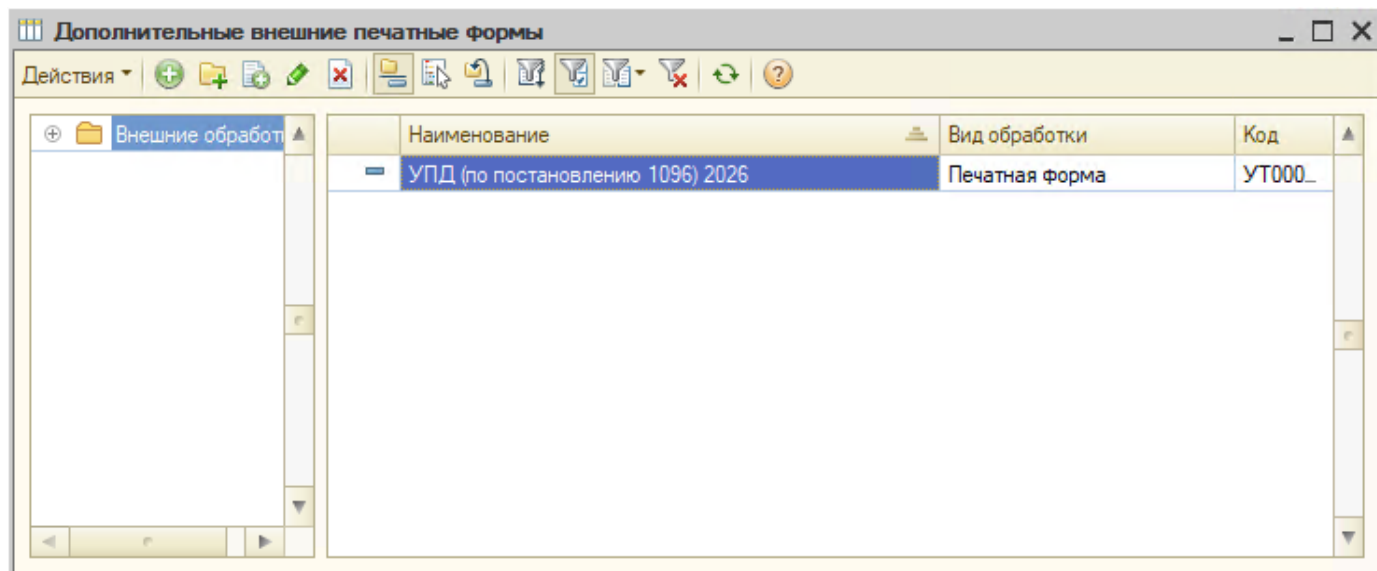 Дополнительные внешние печатные формы
Действия
Внешние обработ
Наименование Вид обработки Код
УПД (по постановлению 1096) 2026 Печатная форма УТ000...